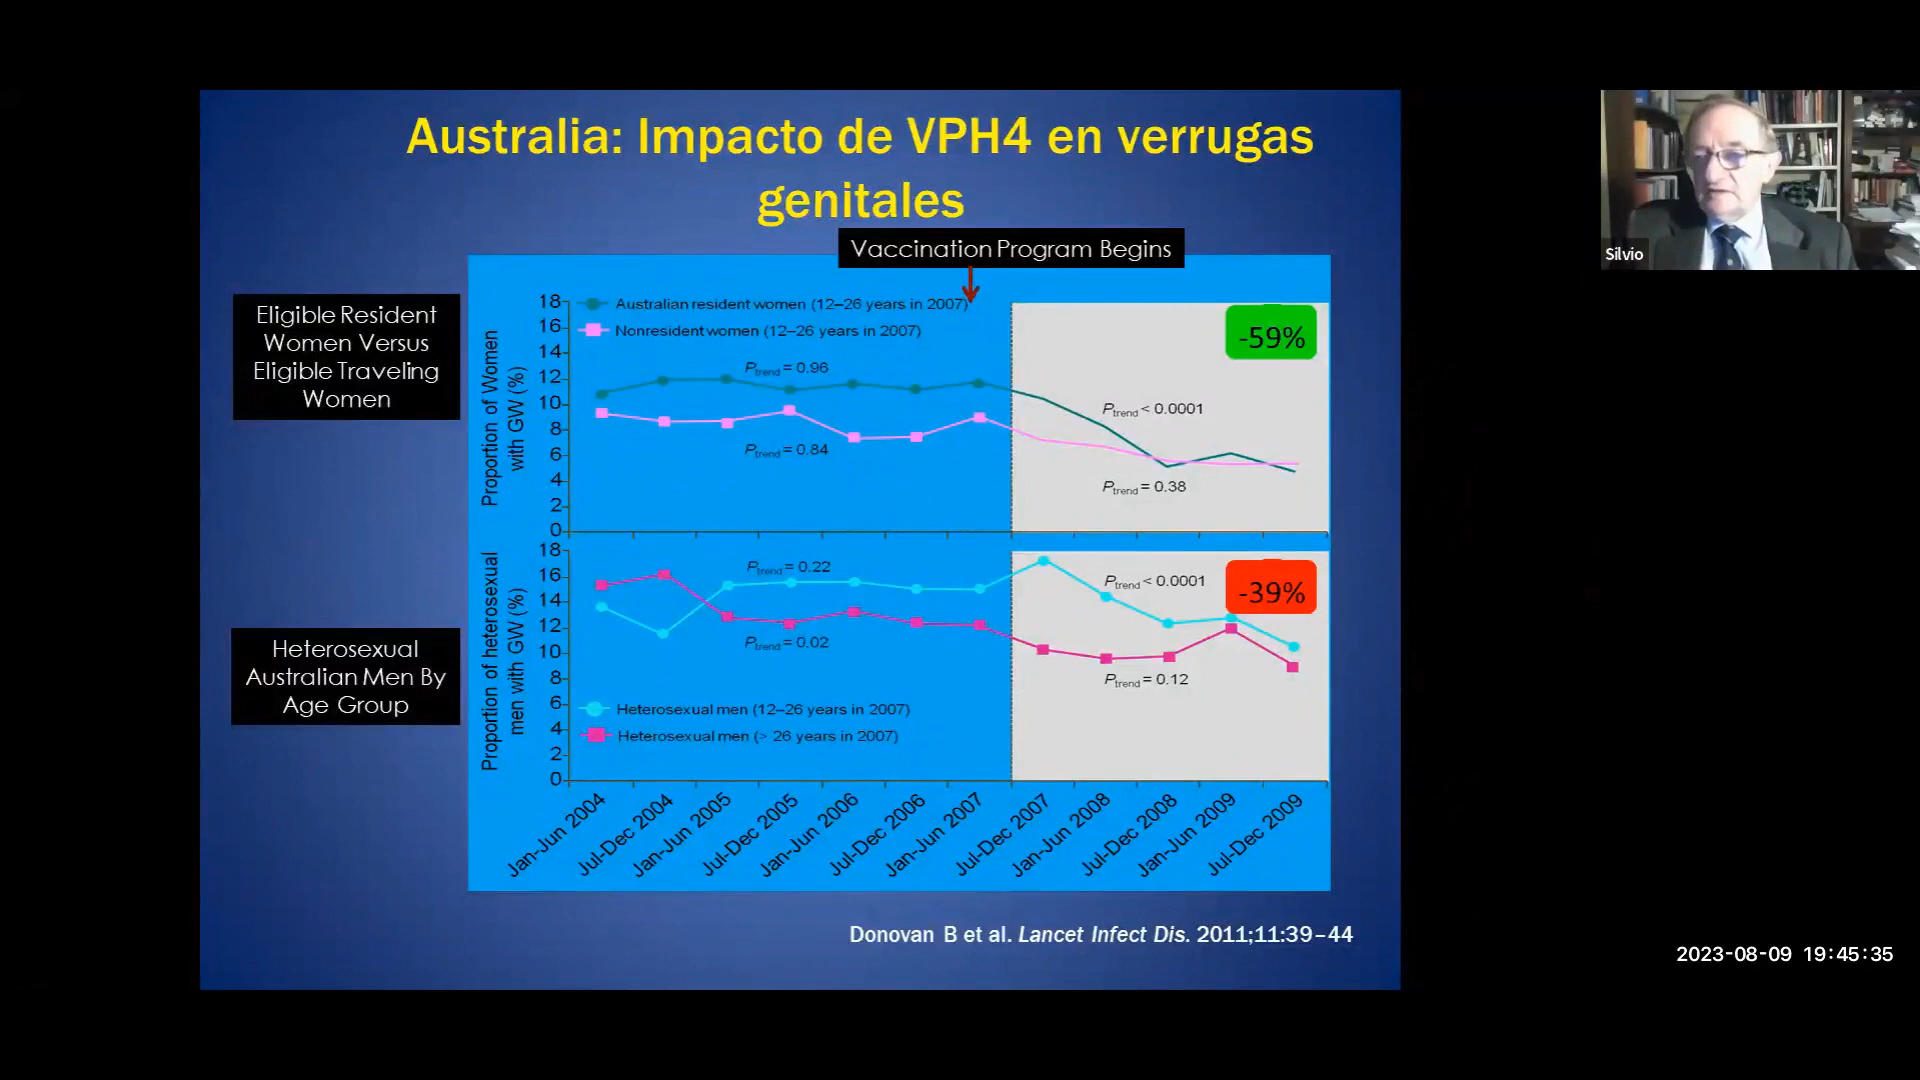 Australia: Impacto de VPH4 en verrugas
genitales
Vaccination Program Begins
Silvio
Eligible Resident
Women Versus
Eligible Traveling
Women
Proportion of Women
with GW (%)
18
16
14
12
10
8
6
4
2
0
Australian resident women (12–26 years in 2007)
Nonresident women (12–26 years in 2007)
Ptrend = 0.96
Ptrend = 0.84
-59%
Ptrend < 0.0001
Ptrend = 0.38
Heterosexual
Australian Men By
Age Group
Proportion of heterosexual
men with GW (%)
18
16
14
12
10
8
6
4
2
0
Ptrend = 0.22
Ptrend = 0.02
Ptrend < 0.0001
-39%
Ptrend = 0.12
Heterosexual men (12–26 years in 2007)
Heterosexual men (> 26 years in 2007)
Jan-Jun 2004
Jul-Dec 2004
Jan-Jun 2005
Jul-Dec 2005
Jan-Jun 2006
Jul-Dec 2006
Jan-Jun 2007
Jul-Dec 2007
Jan-Jun 2008
Jul-Dec 2008
Jan-Jun 2009
Jul-Dec 2009
Donovan B et al. Lancet Infect Dis. 2011;11:39–44
2023-08-09 19:45:35